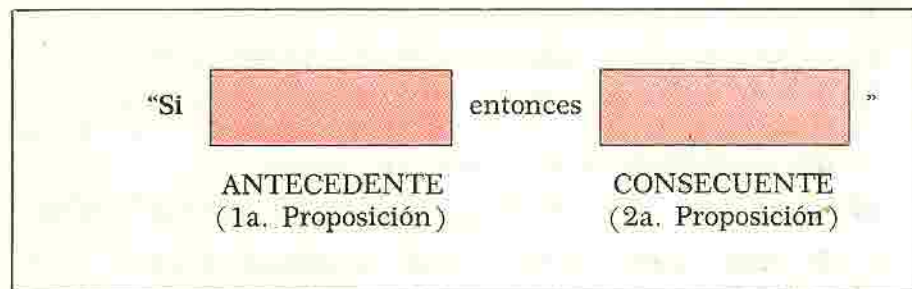 “Si entonces ”
ANTECEDENTE CONSECUENTE
(1a. Proposición) (2a. Proposición)